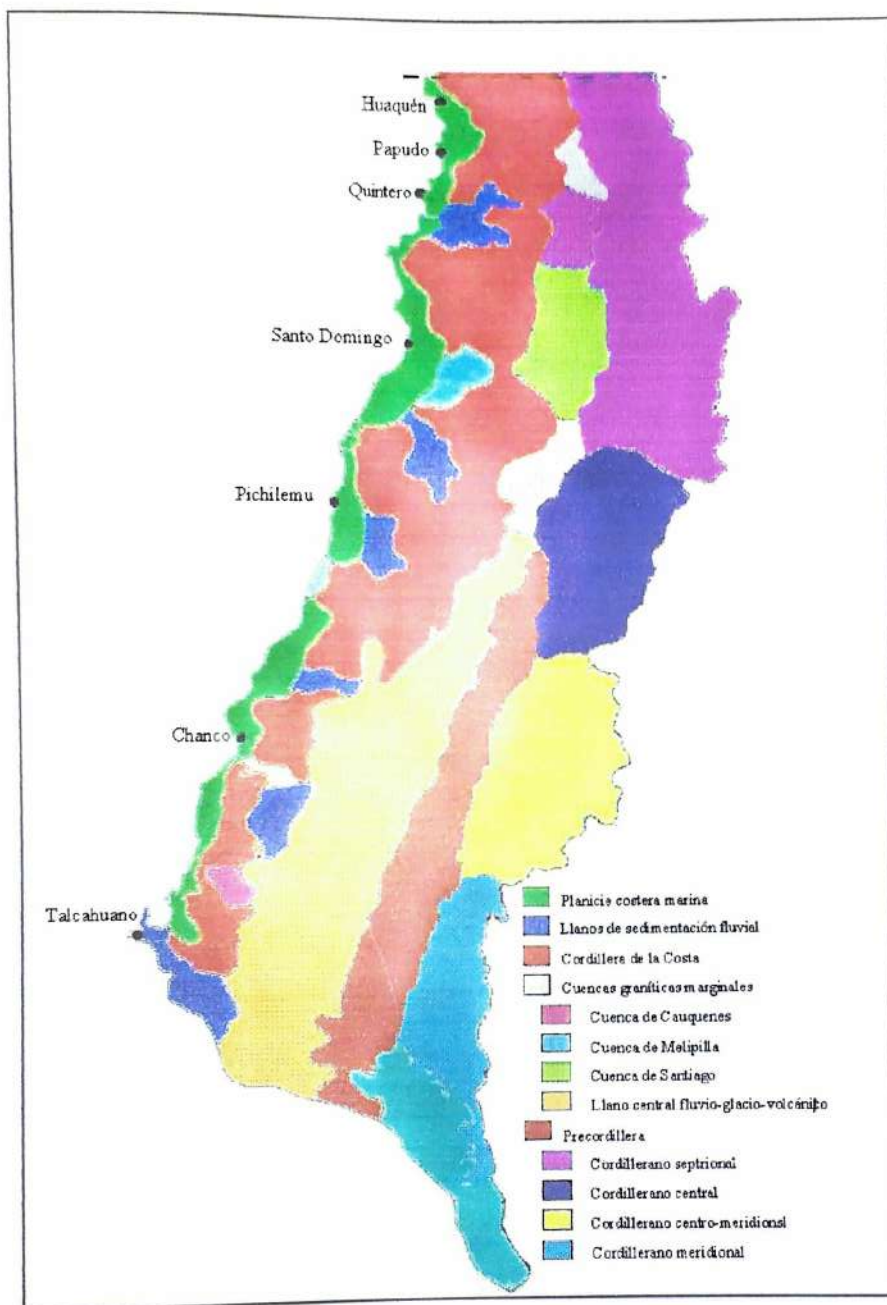 Huaquén
Papudo
Quintero
Santo Domingo
Pichilemu
Chanco
Talcahuano
Planicie costera marina
Llanos de sedimentación fluvial
Cordillera de la Costa
Cuencas graníticas marginales
Cuenca de Cauquenes
Cuenca de Melipilla
Cuenca de Santiago
Llano central fluvio-glacio-volcánico
Precordillera
Cordillerano septrional
Cordillerano central
Cordillerano centro-meridionsl
Cordillerano meridional